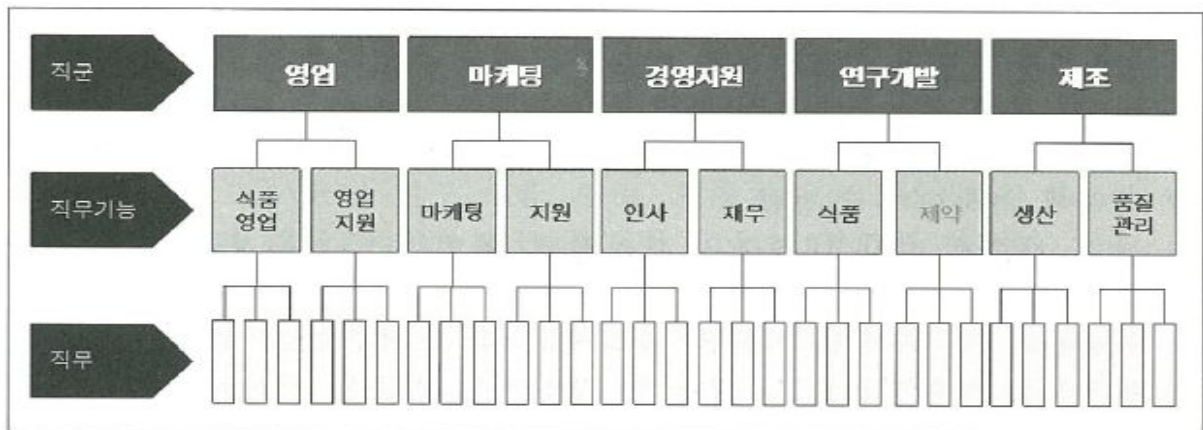 직군
영업
마케팅
경영지원
연구개발
제조
직무기능
식품
영업
영업
지원
마케팅
지원
인사
재무
식품
제약
생산
품질
관리
직무